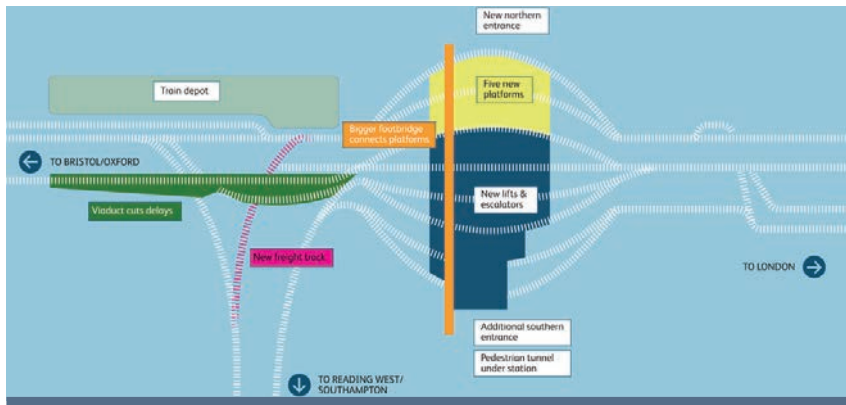 New northern
entrance
Train depot
Five new
platforms
Bigger footbridge
connects platforms
TO BRISTOL/OXFORD
New lifts &
escalators
Viaduct cuts delays
New freight track
TO LONDON
Additional southern
entrance
Pedestrian tunnel
under station
TO READING WEST/
SOUTHAMPTON